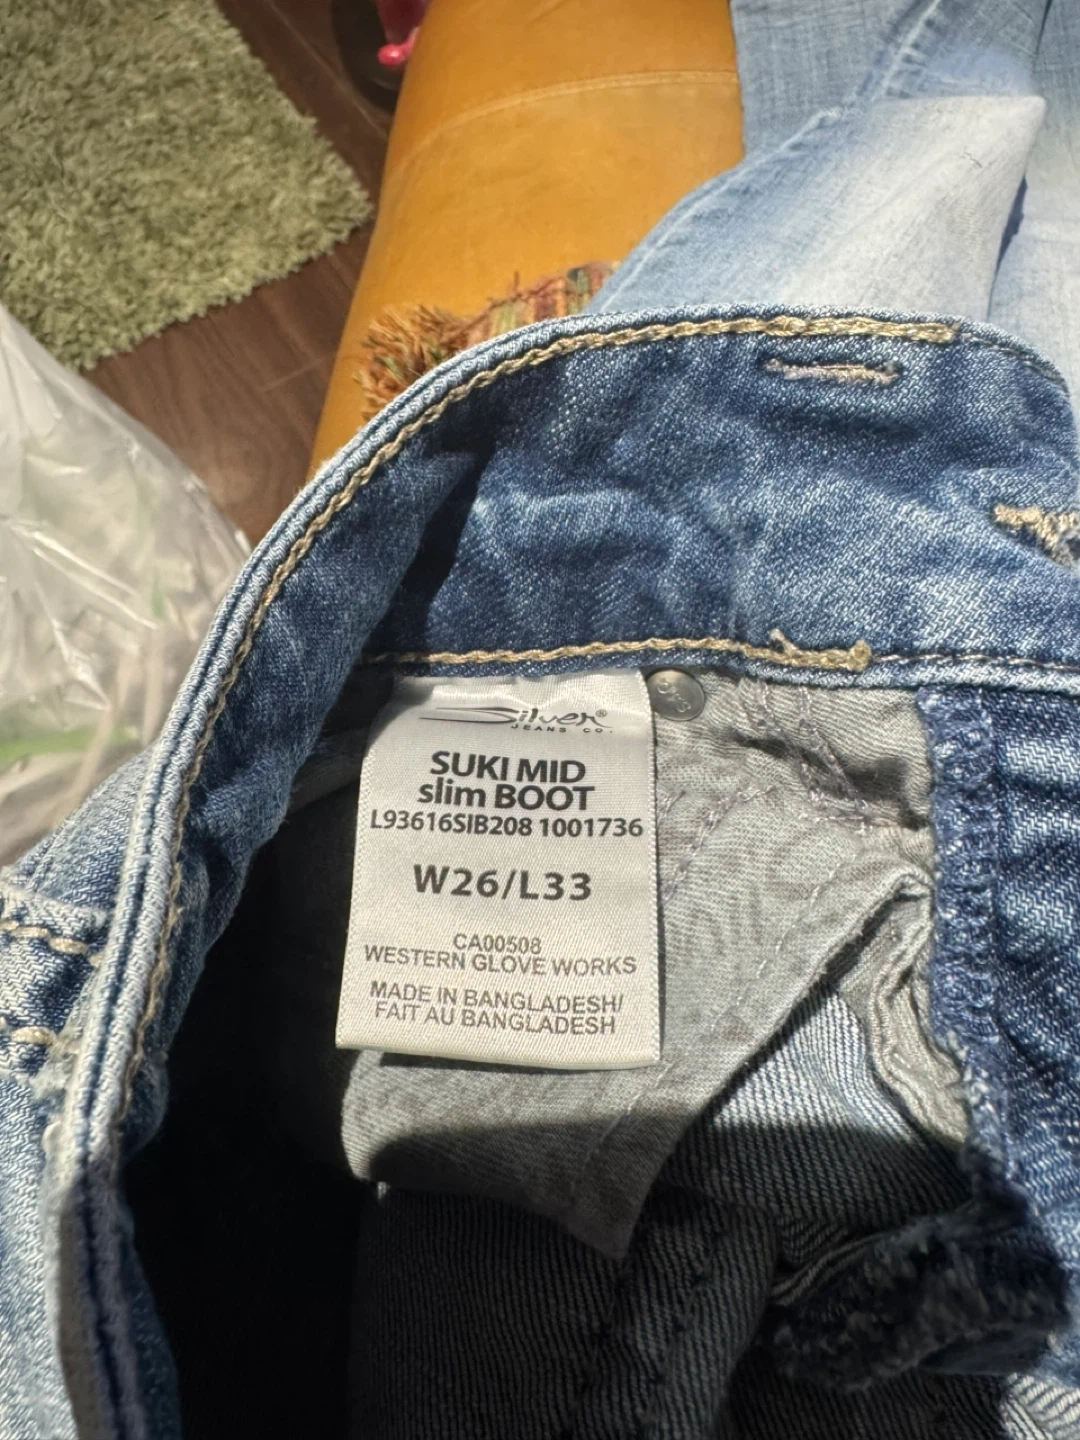 Silver®
JEANS CO.
SUKI MID
slim BOOT
L93616SIB208 1001736
W26/L33
CA00508
WESTERN GLOVE WORKS
MADE IN BANGLADESH/
FAIT AU BANGLADESH